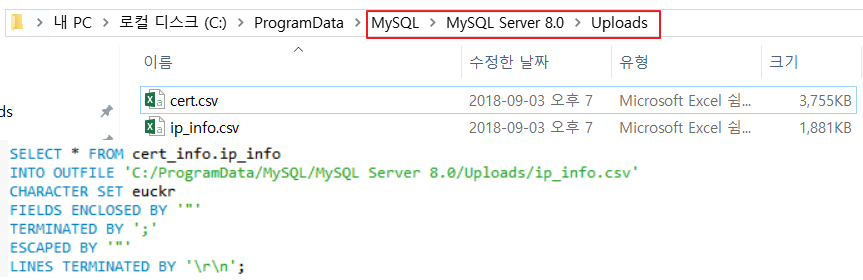 내 PC > 로컬 디스크 (C:) > ProgramData > MySQL > MySQL Server 8.0 > Uploads
이름 수정한 날짜 유형 크기
ds
cert.csv 2018-09-03 오후 7 Microsoft Excel 쉼... 3,755KB
ip_info.csv 2018-09-03 오후 7 Microsoft Excel 쉼... 1,881KB
SELECT * FROM cert_info.ip_info
INTO OUTFILE 'C:/ProgramData/MySQL/MySQL Server 8.0/Uploads/ip_info.csv'
CHARACTER SET euckr
FIELDS ENCLOSED BY '"'
TERMINATED BY ';'
ESCAPED BY '"'
LINES TERMINATED BY '\r\n';